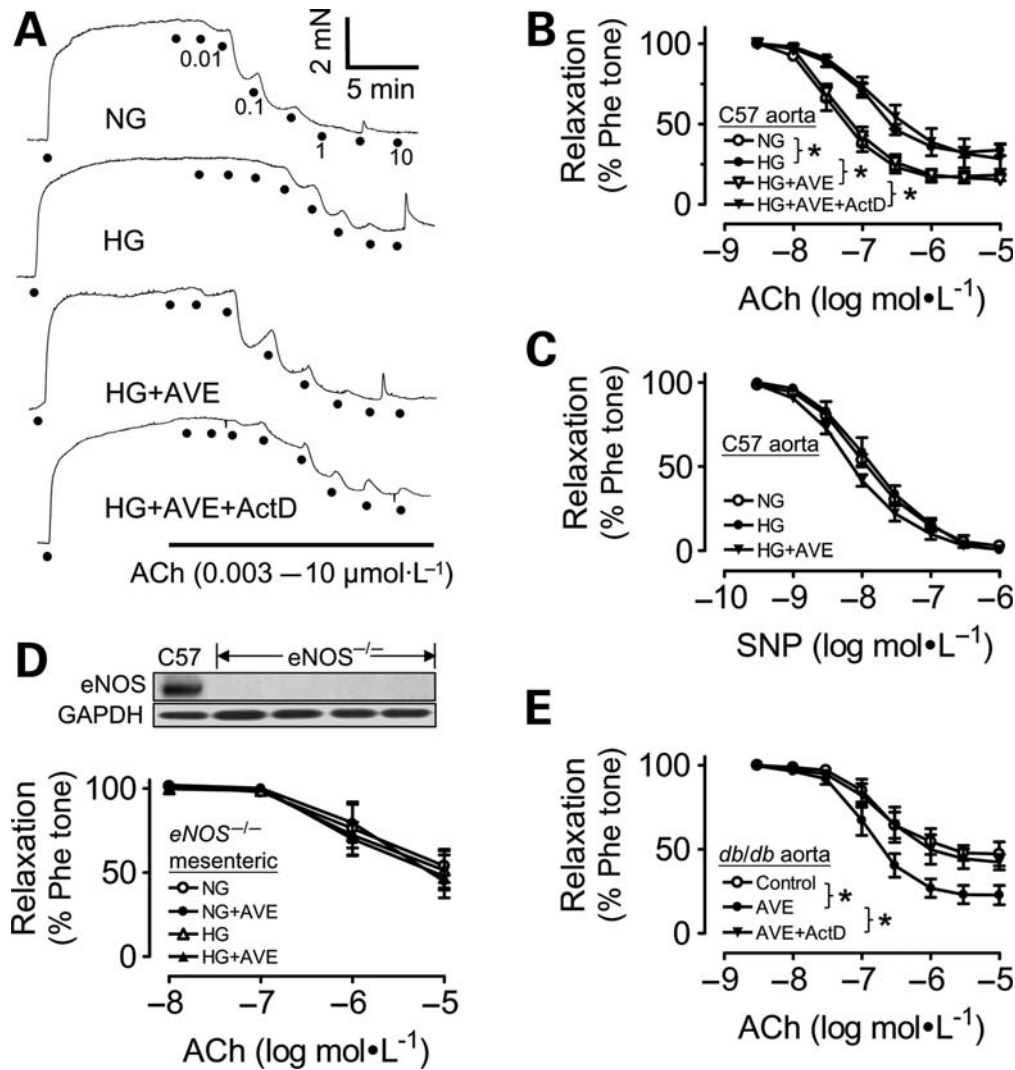 A
0.01
2 mN
5 min
0.1
NG
1
10
HG
HG+AVE
HG+AVE+ActD
ACh (0.003 — 10 µmol·L⁻¹)
B
Relaxation
(% Phe tone)
100
50
0
C57 aorta
NG
HG
HG+AVE
HG+AVE+ActD
*
*
*
–9 –8 –7 –6 –5
ACh (log mol•L⁻¹)
C
Relaxation
(% Phe tone)
100
50
0
C57 aorta
NG
HG
HG+AVE
–10 –9 –8 –7 –6
SNP (log mol•L⁻¹)
D
C57 eNOS⁻/⁻
eNOS
GAPDH
Relaxation
(% Phe tone)
100
50
0
eNOS⁻/⁻
mesenteric
NG
NG+AVE
HG
HG+AVE
–8 –7 –6 –5
ACh (log mol•L⁻¹)
E
Relaxation
(% Phe tone)
100
50
0
db/db aorta
Control
AVE
AVE+ActD
*
*
–9 –8 –7 –6 –5
ACh (log mol•L⁻¹)